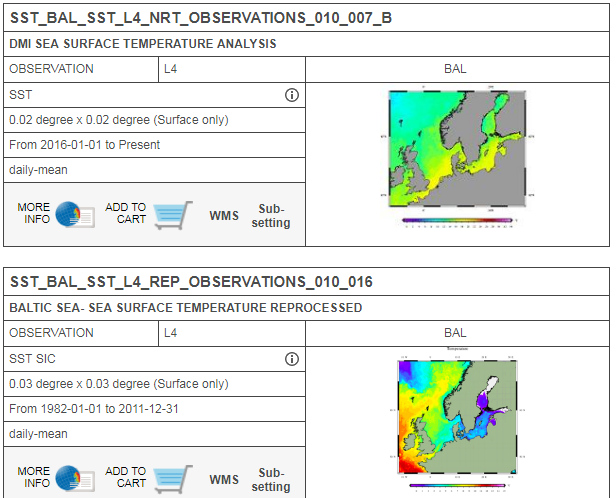 SST_BAL_SST_L4_NRT_OBSERVATIONS_010_007_B
DMI SEA SURFACE TEMPERATURE ANALYSIS
OBSERVATION L4 BAL
SST
0.02 degree x 0.02 degree (Surface only)
From 2016-01-01 to Present
daily-mean
MORE INFO ADD TO CART WMS Sub-setting
SST_BAL_SST_L4_REP_OBSERVATIONS_010_016
BALTIC SEA- SEA SURFACE TEMPERATURE REPROCESSED
OBSERVATION L4 BAL
SST SIC
Temperature
0.03 degree x 0.03 degree (Surface only)
From 1982-01-01 to 2011-12-31
daily-mean
MORE INFO ADD TO CART WMS Sub-setting